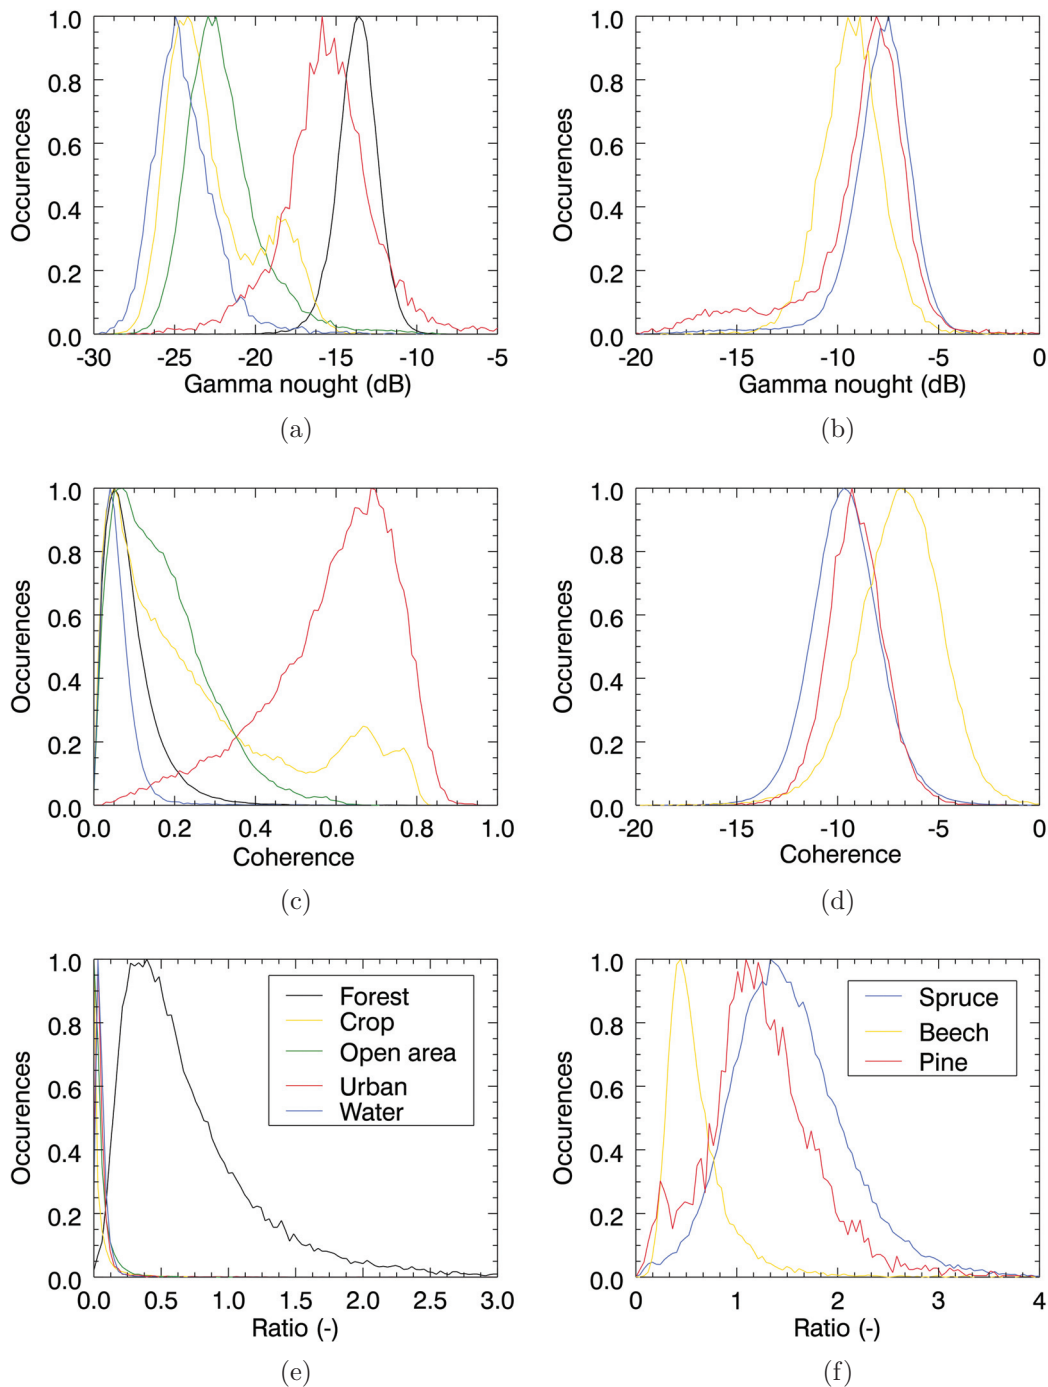 1.0
0.8
0.6
0.4
0.2
0.0
Occurences
-30 -25 -20 -15 -10 -5
Gamma nought (dB)
(a)
1.0
0.8
0.6
0.4
0.2
0.0
Occurences
-20 -15 -10 -5 0
Gamma nought (dB)
(b)
1.0
0.8
0.6
0.4
0.2
0.0
Occurences
0.0 0.2 0.4 0.6 0.8 1.0
Coherence
(c)
1.0
0.8
0.6
0.4
0.2
0.0
Occurences
-20 -15 -10 -5 0
Coherence
(d)
1.0
0.8
0.6
0.4
0.2
0.0
Occurences
Forest
Crop
Open area
Urban
Water
0.0 0.5 1.0 1.5 2.0 2.5 3.0
Ratio (-)
(e)
1.0
0.8
0.6
0.4
0.2
0.0
Occurences
Spruce
Beech
Pine
0 1 2 3 4
Ratio (-)
(f)